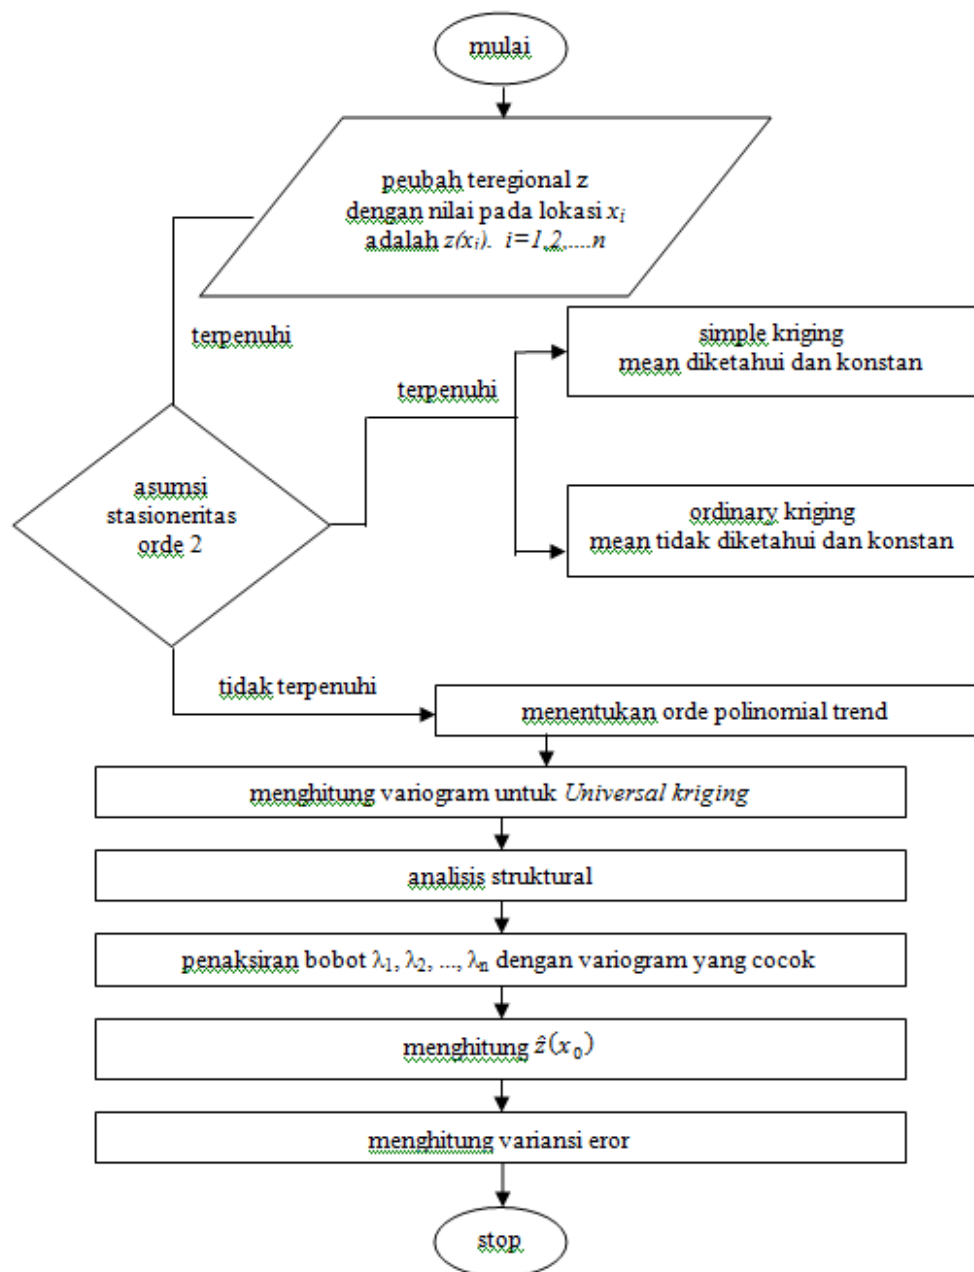 mulai
peubah teregional z
dengan nilai pada lokasi xᵢ
adalah z(xᵢ). i=1,2,....n
terpenuhi
simple kriging
mean diketahui dan konstan
terpenuhi
asumsi
stasioneritas
orde 2
ordinary kriging
mean tidak diketahui dan konstan
tidak terpenuhi
menentukan orde polinomial trend
menghitung variogram untuk Universal kriging
analisis struktural
penaksiran bobot λ₁, λ₂, ..., λₙ dengan variogram yang cocok
menghitung ẑ(x₀)
menghitung variansi eror
stop